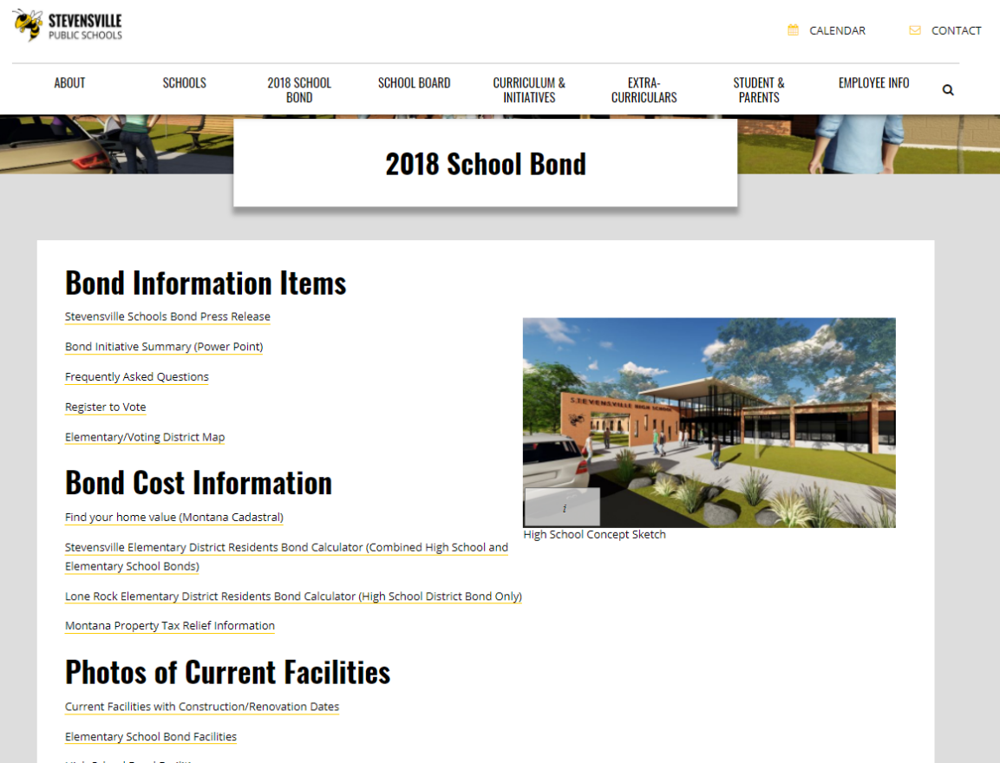 STEVENSVILLE
PUBLIC SCHOOLS
CALENDAR
CONTACT
ABOUT
SCHOOLS
2018 SCHOOL
BOND
SCHOOL BOARD
CURRICULUM &
INITIATIVES
EXTRA-
CURRICULARS
STUDENT &
PARENTS
EMPLOYEE INFO
2018 School Bond
Bond Information Items
Stevensville Schools Bond Press Release
Bond Initiative Summary (Power Point)
Frequently Asked Questions
Register to Vote
Elementary/Voting District Map
STEVENSVILLE HIGH SCHOOL
i
High School Concept Sketch
Bond Cost Information
Find your home value (Montana Cadastral)
Stevensville Elementary District Residents Bond Calculator (Combined High School and
Elementary School Bonds)
Lone Rock Elementary District Residents Bond Calculator (High School District Bond Only)
Montana Property Tax Relief Information
Photos of Current Facilities
Current Facilities with Construction/Renovation Dates
Elementary School Bond Facilities